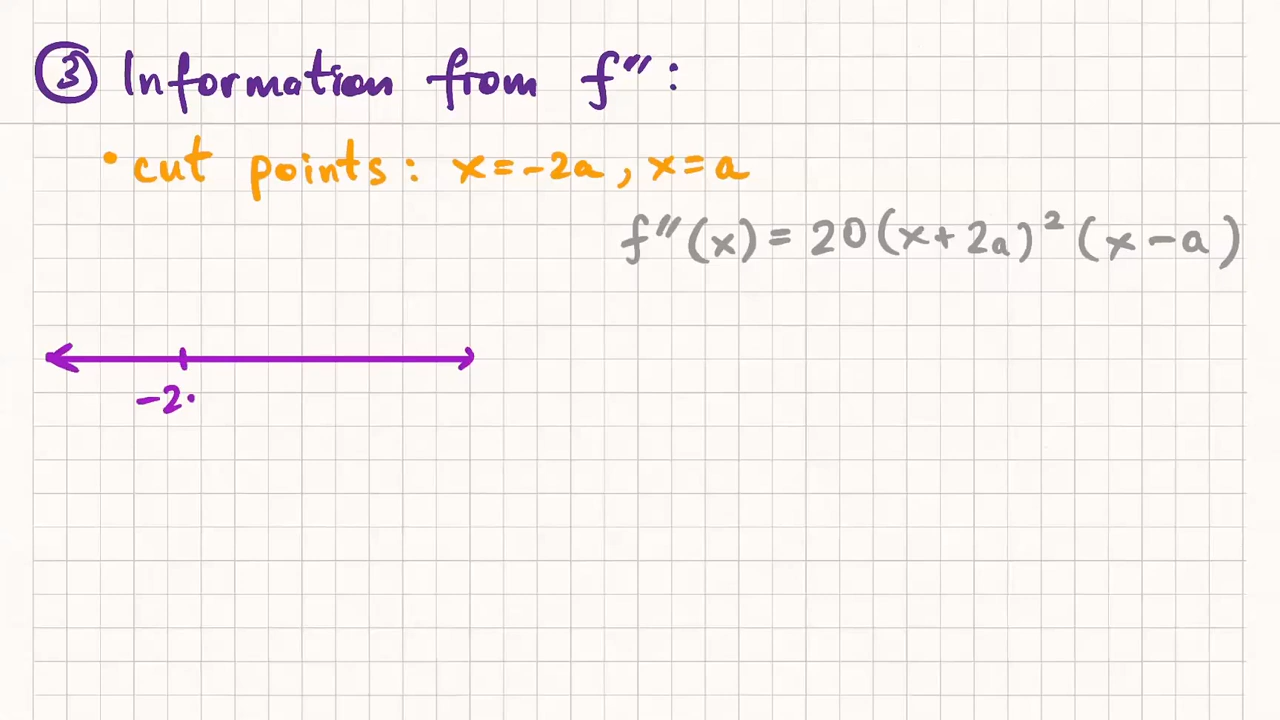 ③ Information from f″:
• cut points: x=-2a, x=a
f″(x) = 20(x+2a)²(x-a)
-2